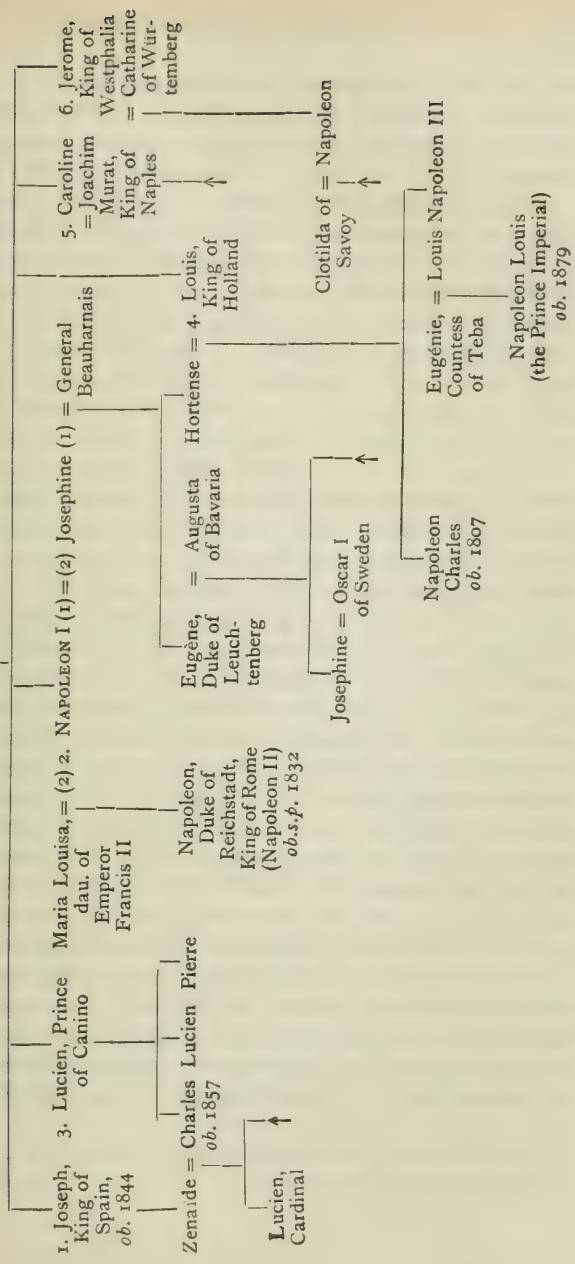 1. Joseph,
King of
Spain,
ob. 1844
3. Lucien, Prince
of Canino
Maria Louisa, = (2) 2. NAPOLEON I (1) = (2) Josephine (1) = General
dau. of
Emperor
Francis II
Beauharnais
5. Caroline
= Joachim
Murat,
King of
Naples
6. Jerome,
King of
Westphalia
= Catharine
of Wür-
temberg
Zenaïde = Charles Lucien Pierre
ob. 1857
Napoleon,
Duke of
Reichstadt,
King of Rome
(Napoleon II)
ob.s.p. 1832
Eugène, = Augusta
Duke of of Bavaria
Leuch-
tenberg
Hortense = 4. Louis,
King of
Holland
Lucien,
Cardinal
Josephine = Oscar I
of Sweden
Clotilda of = Napoleon
Savoy
Napoleon
Charles
ob. 1807
Eugénie, = Louis Napoleon III
Countess
of Teba
Napoleon Louis
(the Prince Imperial)
ob. 1879